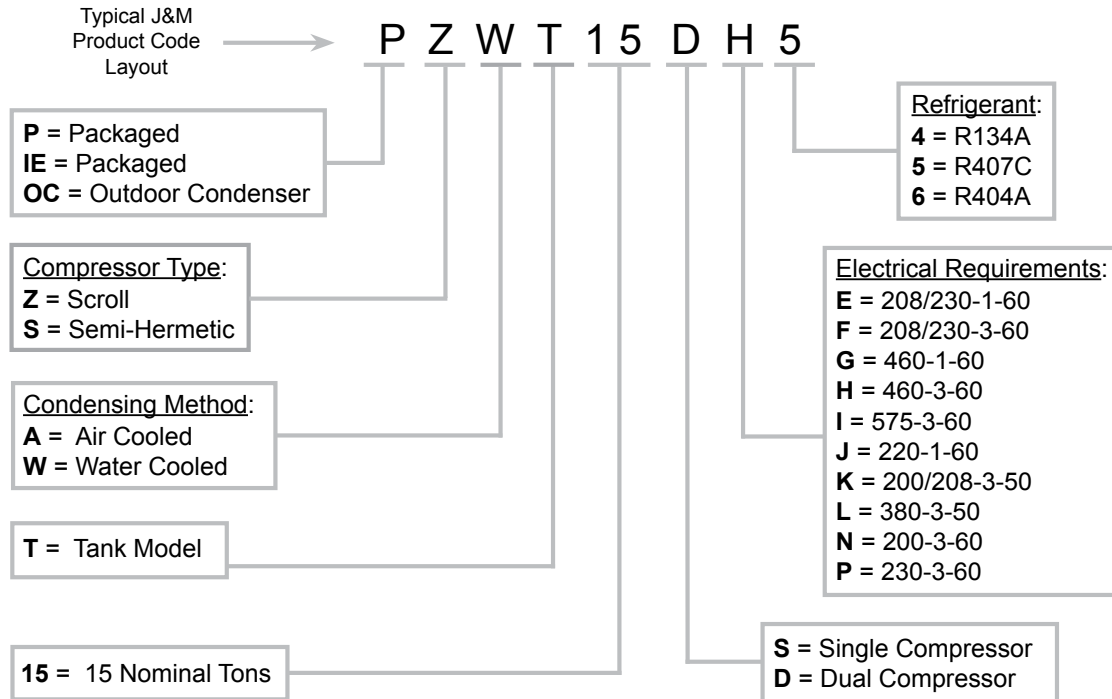 Typical J&M
Product Code
Layout
P Z W T 15 D H 5
P = Packaged
IE = Packaged
OC = Outdoor Condenser
Compressor Type:
Z = Scroll
S = Semi-Hermetic
Condensing Method:
A = Air Cooled
W = Water Cooled
T = Tank Model
15 = 15 Nominal Tons
Refrigerant:
4 = R134A
5 = R407C
6 = R404A
Electrical Requirements:
E = 208/230-1-60
F = 208/230-3-60
G = 460-1-60
H = 460-3-60
I = 575-3-60
J = 220-1-60
K = 200/208-3-50
L = 380-3-50
N = 200-3-60
P = 230-3-60
S = Single Compressor
D = Dual Compressor